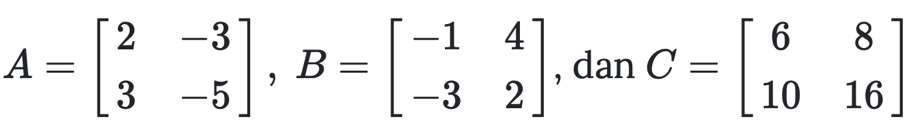 A = [2 −3; 3 −5], B = [−1 4; −3 2], dan C = [6 8; 10 16]